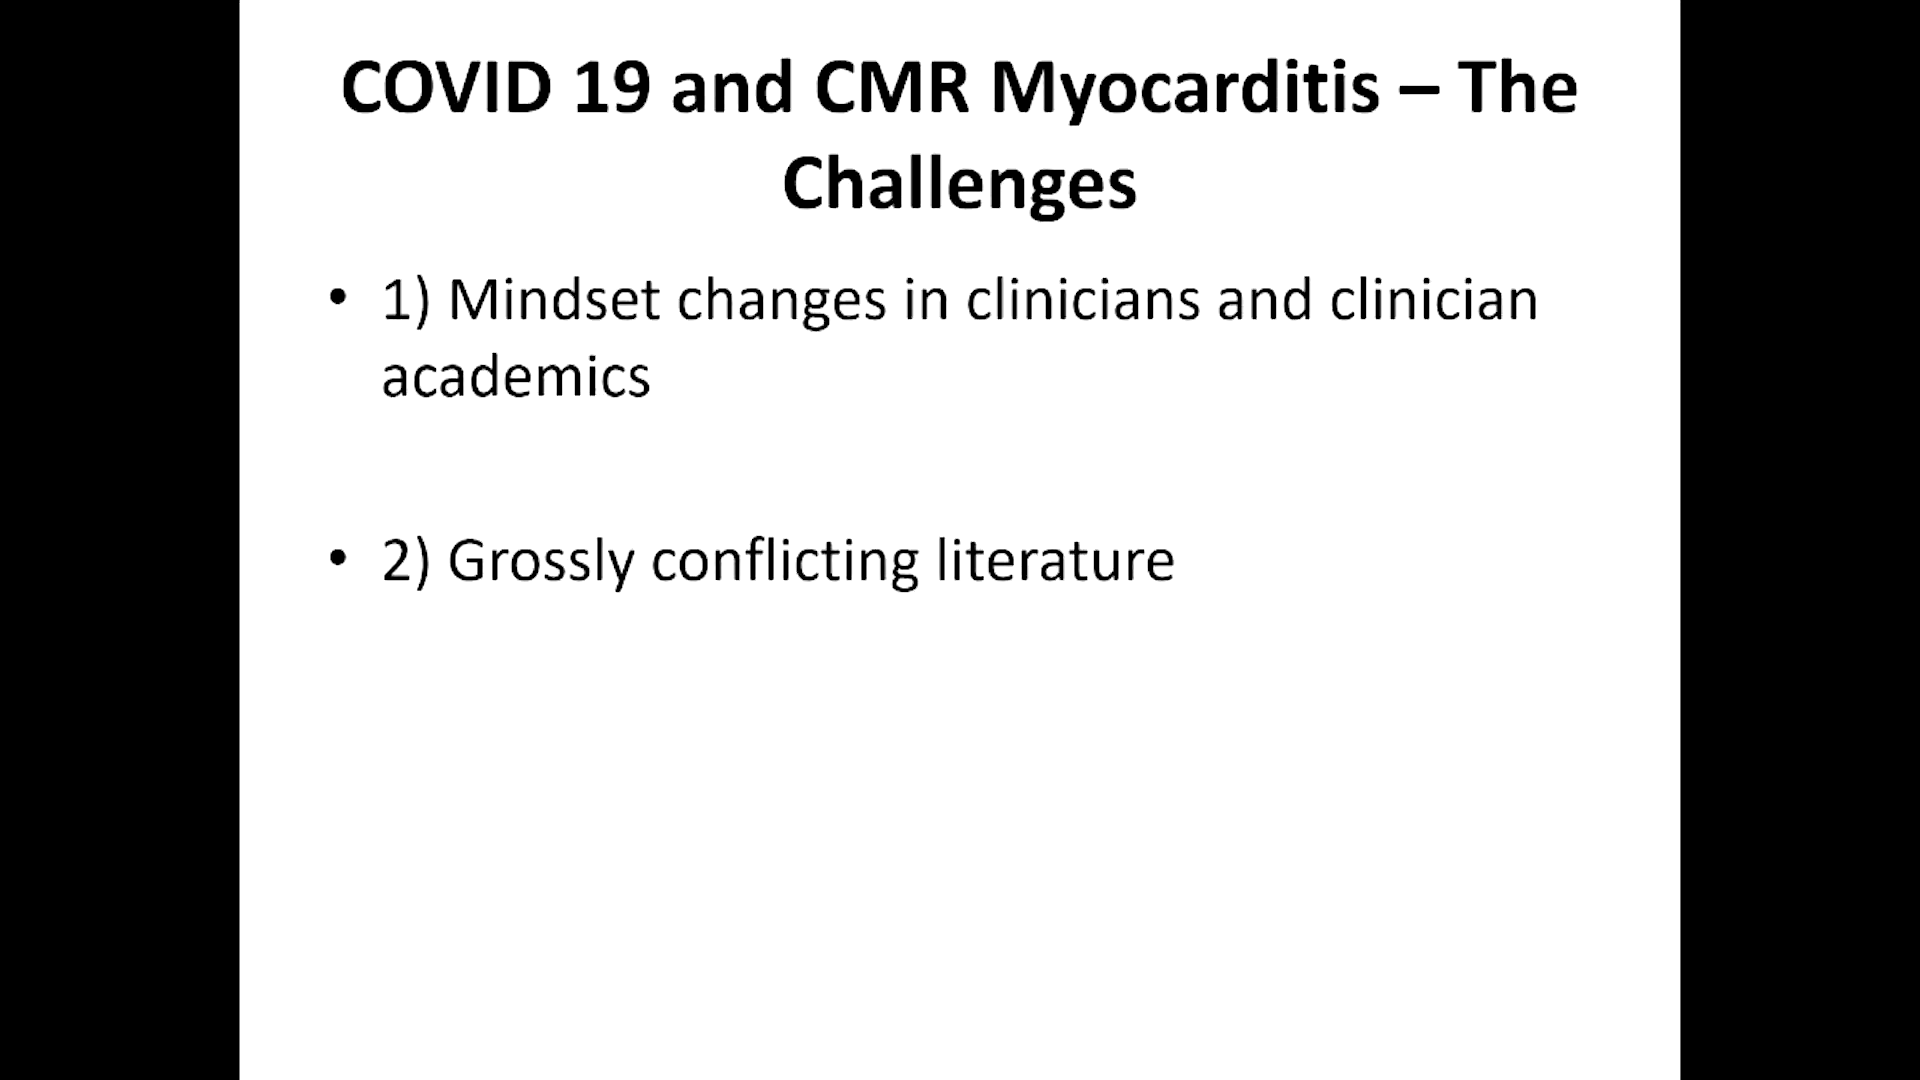 COVID 19 and CMR Myocarditis – The
Challenges
• 1) Mindset changes in clinicians and clinician
academics
• 2) Grossly conflicting literature